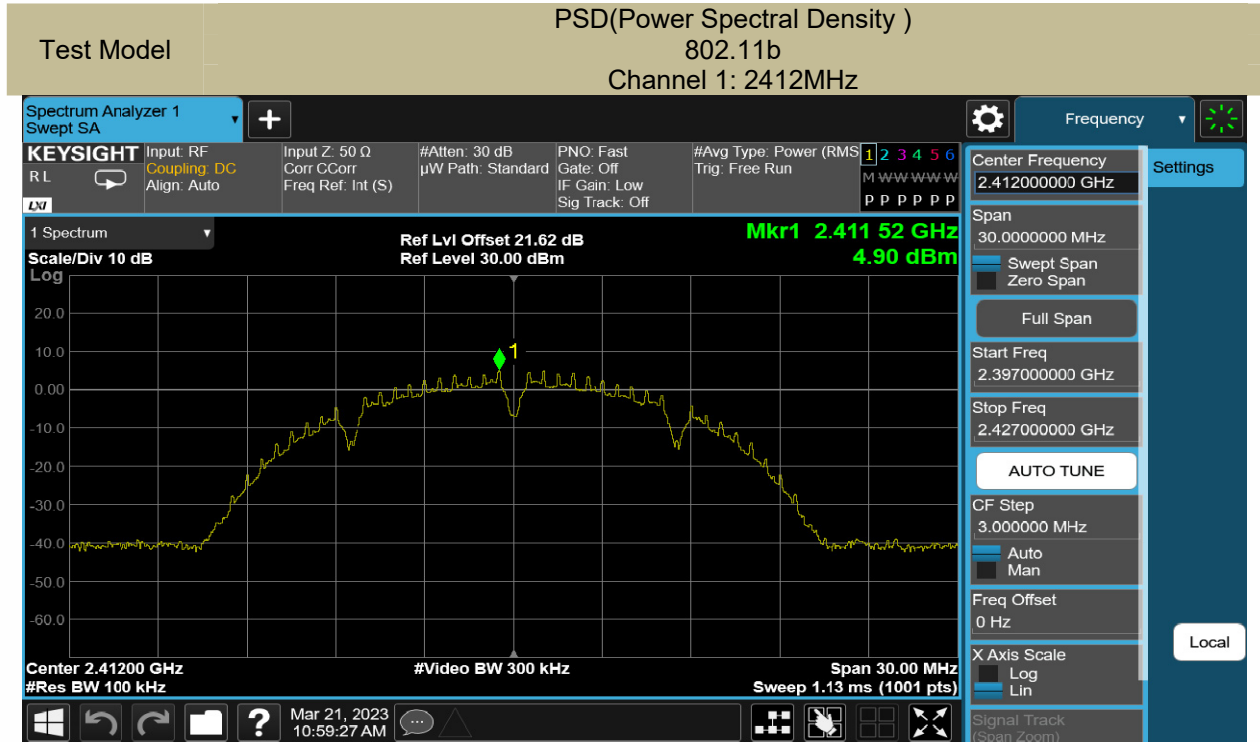 PSD(Power Spectral Density )
Test Model
802.11b
Channel 1: 2412MHz
Spectrum Analyzer 1
Swept SA
+
Frequency
KEYSIGHT
R L
LXI
Input: RF
Coupling: DC
Align: Auto
Input Z: 50 Ω
Corr CCorr
Freq Ref: Int (S)
#Atten: 30 dB
µW Path: Standard
PNO: Fast
Gate: Off
IF Gain: Low
Sig Track: Off
#Avg Type: Power (RMS
Trig: Free Run
1 2 3 4 5 6
M W W W W W
P P P P P P
1 Spectrum
Scale/Div 10 dB
Log
Ref Lvl Offset 21.62 dB
Ref Level 30.00 dBm
Mkr1 2.411 52 GHz
4.90 dBm
1
20.0
10.0
0.00
-10.0
-20.0
-30.0
-40.0
-50.0
-60.0
Center 2.41200 GHz
#Video BW 300 kHz
Span 30.00 MHz
#Res BW 100 kHz
Sweep 1.13 ms (1001 pts)
Center Frequency
2.412000000 GHz
Settings
Span
30.0000000 MHz
Swept Span
Zero Span
Full Span
Start Freq
2.397000000 GHz
Stop Freq
2.427000000 GHz
AUTO TUNE
CF Step
3.000000 MHz
Auto
Man
Freq Offset
0 Hz
X Axis Scale
Log
Lin
Signal Track
(Span Zoom)
Local
?
Mar 21, 2023
10:59:27 AM